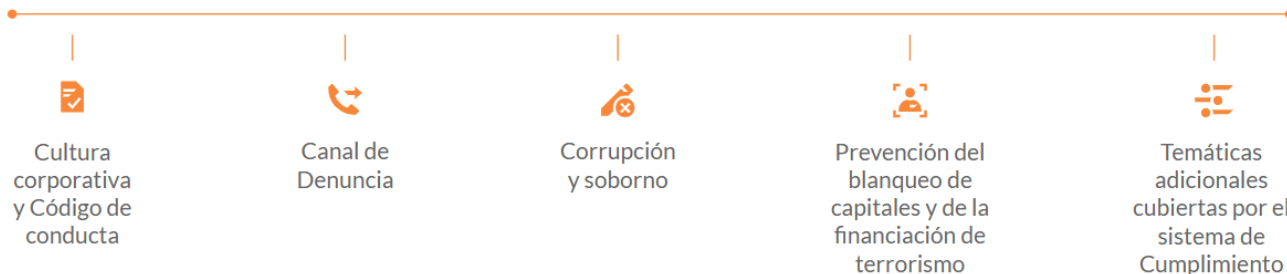 Cultura
corporativa
y Código de
conducta
Canal de
Denuncia
Corrupción
y soborno
Prevención del
blanqueo de
capitales y de la
financiación de
terrorismo
Temáticas
adicionales
cubiertas por el
sistema de
Cumplimiento